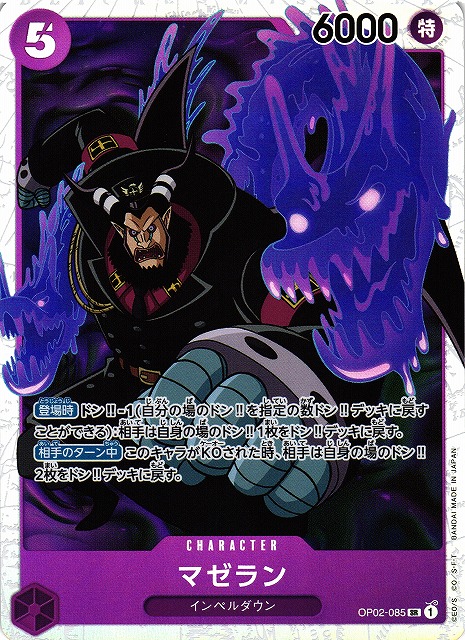 5
6000 特
登場時 ドン!!-1(自分の場のドン!!を指定の数ドン!!デッキに戻す
ことができる):相手は自身の場のドン!!1枚をドン!!デッキに戻す。
相手のターン中 このキャラがKOされた時、相手は自身の場のドン!!
2枚をドン!!デッキに戻す。
CHARACTER
マゼラン
インペルダウン
OP02-085 SR 1
©E.O/S ©O S・F・T BANDAI MADE IN JAPAN